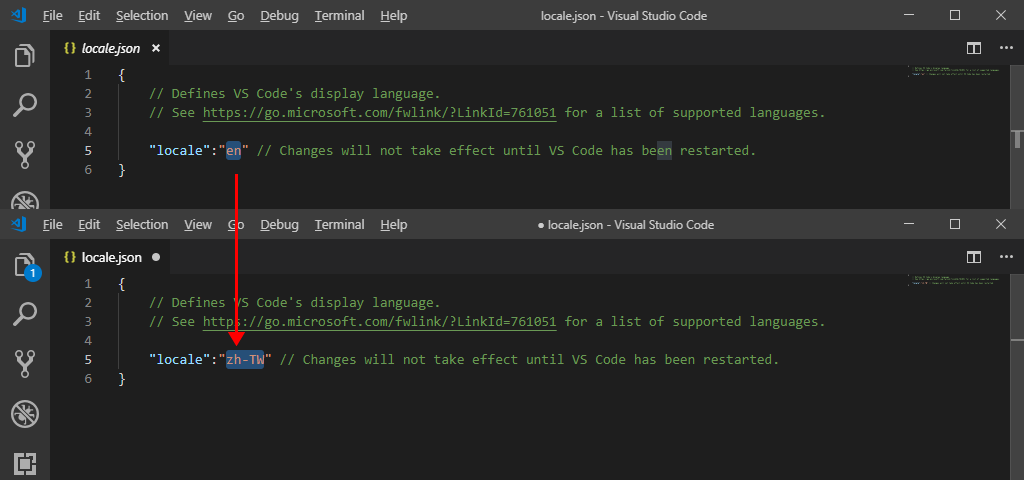 File Edit Selection View Go Debug Terminal Help locale.json - Visual Studio Code
{} locale.json
1 {
2 // Defines VS Code's display language.
3 // See https://go.microsoft.com/fwlink/?LinkId=761051 for a list of supported languages.
4
5 "locale":"en" // Changes will not take effect until VS Code has been restarted.
6 }
File Edit Selection View Go Debug Terminal Help ● locale.json - Visual Studio Code
{} locale.json ●
1
1 {
2 // Defines VS Code's display language.
3 // See https://go.microsoft.com/fwlink/?LinkId=761051 for a list of supported languages.
4
5 "locale":"zh-TW" // Changes will not take effect until VS Code has been restarted.
6 }